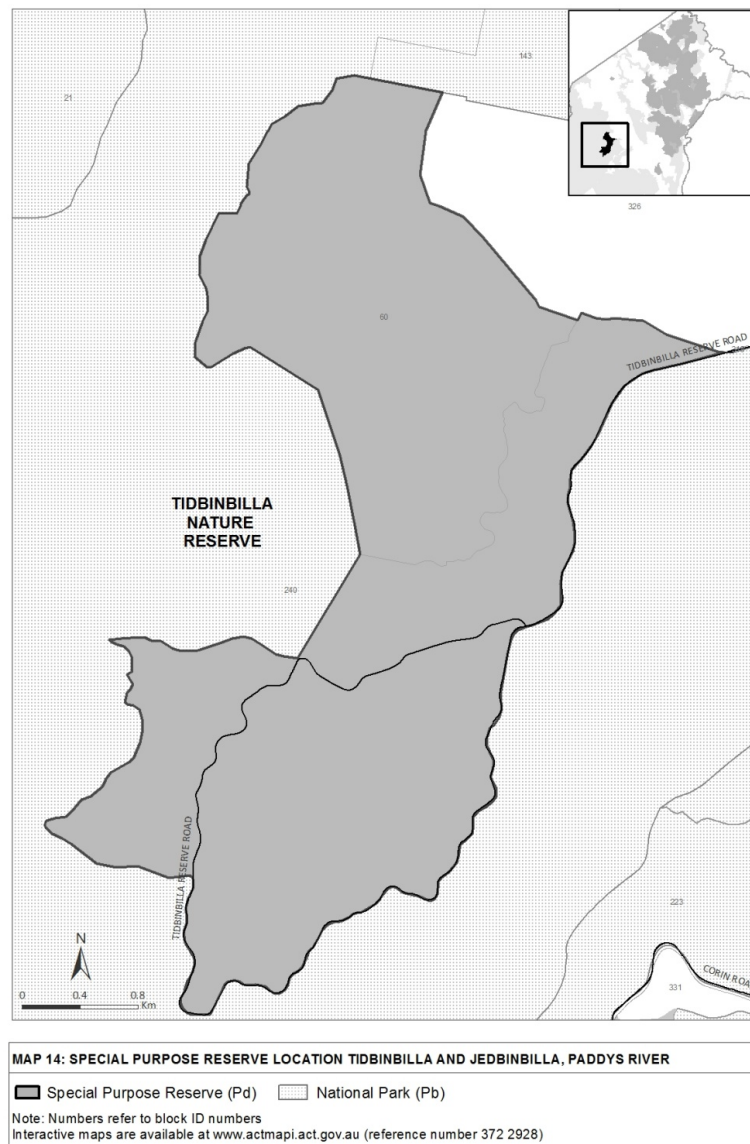 143
21
326
60
TIDBINBILLA RESERVE ROAD
TIDBINBILLA
NATURE
RESERVE
240
TIDBINBILLA RESERVE ROAD
223
N
CORIN ROA
331
0 0.4 0.8
Km
MAP 14: SPECIAL PURPOSE RESERVE LOCATION TIDBINBILLA AND JEDBINBILLA, PADDYS RIVER
Special Purpose Reserve (Pd) National Park (Pb)
Note: Numbers refer to block ID numbers
Interactive maps are available at www.actmapi.act.gov.au (reference number 372 2928)